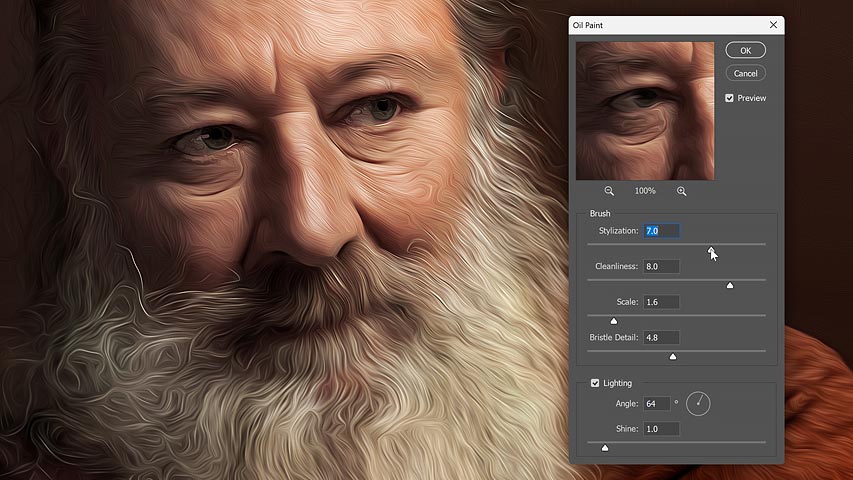 Oil Paint
OK
Cancel
Preview
100%
Brush
Stylization: 7.0
Cleanliness: 8.0
Scale: 1.6
Bristle Detail: 4.8
Lighting
Angle: 64 °
Shine: 1.0